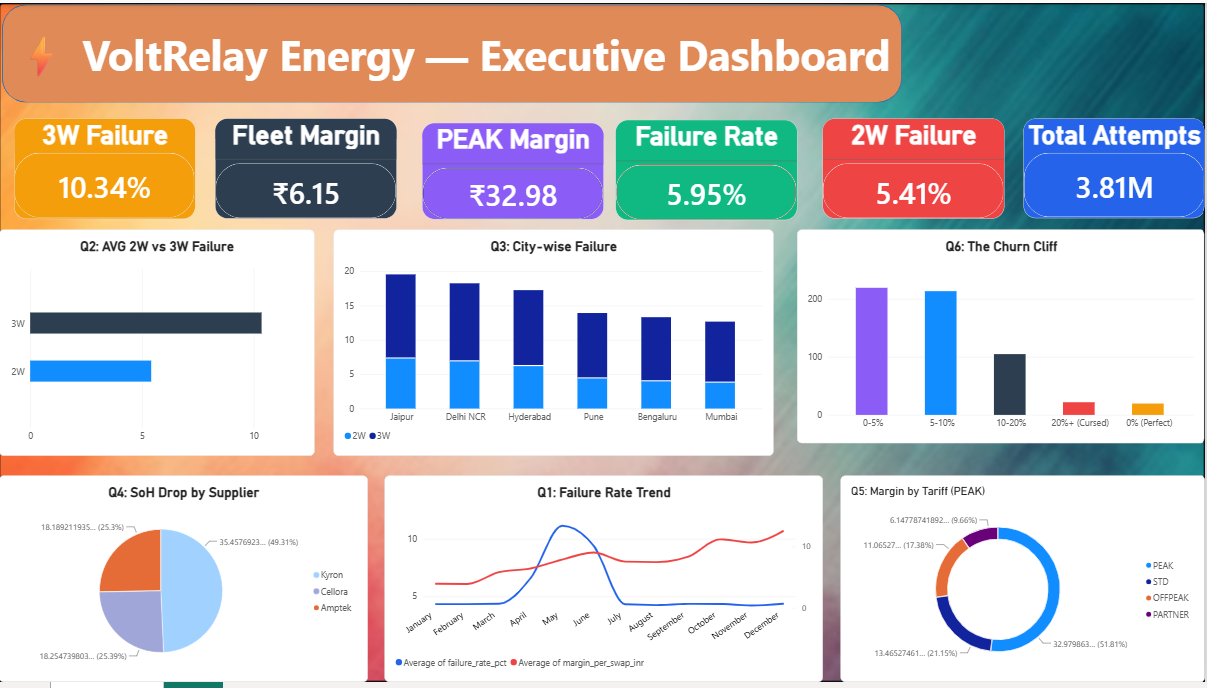 VoltRelay Energy — Executive Dashboard
3W Failure
10.34%
Fleet Margin
₹6.15
PEAK Margin
₹32.98
Failure Rate
5.95%
2W Failure
5.41%
Total Attempts
3.81M
Q2: AVG 2W vs 3W Failure
3W
2W
0 5 10
Q3: City-wise Failure
20
15
10
5
0
Jaipur Delhi NCR Hyderabad Pune Bengaluru Mumbai
2W 3W
Q6: The Churn Cliff
200
100
0
0-5% 5-10% 10-20% 20%+ (Cursed) 0% (Perfect)
Q4: SoH Drop by Supplier
18.189211935... (25.3%)
35.4576923... (49.31%)
18.254739803... (25.39%)
Kyron
Cellora
Amptek
Q1: Failure Rate Trend
10
5
10
0
January February March April May June July August September October November December
Average of failure_rate_pct Average of margin_per_swap_inr
Q5: Margin by Tariff (PEAK)
6.14778741892... (9.66%)
11.06527... (17.38%)
13.46527461... (21.15%)
32.979863... (51.81%)
PEAK
STD
OFFPEAK
PARTNER